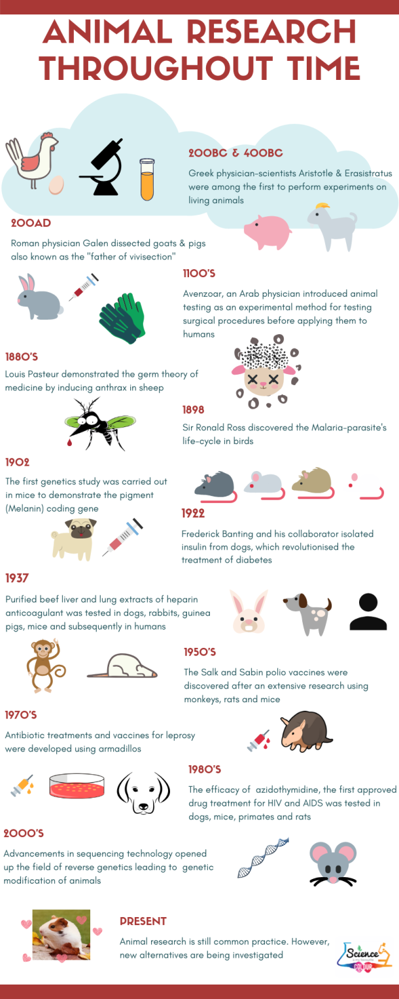 ANIMAL RESEARCH
THROUGHOUT TIME
200BC & 400BC
Greek physician-scientists Aristotle & Erasistratus
were among the first to perform experiments on
living animals
200AD
Roman physician Galen dissected goats & pigs
also known as the "father of vivisection"
1100'S
Avenzoar, an Arab physician introduced animal
testing as an experimental method for testing
surgical procedures before applying them to
humans
1880'S
Louis Pasteur demonstrated the germ theory of
medicine by inducing anthrax in sheep
1898
Sir Ronald Ross discovered the Malaria-parasite's
life-cycle in birds
1902
The first genetics study was carried out
in mice to demonstrate the pigment
(Melanin) coding gene
1922
Frederick Banting and his collaborator isolated
insulin from dogs, which revolutionised the
treatment of diabetes
1937
Purified beef liver and lung extracts of heparin
anticoagulant was tested in dogs, rabbits, guinea
pigs, mice and subsequently in humans
1950'S
The Salk and Sabin polio vaccines were
discovered after an extensive research using
monkeys, rats and mice
1970'S
Antibiotic treatments and vaccines for leprosy
were developed using armadillos
1980'S
The efficacy of azidothymidine, the first approved
drug treatment for HIV and AIDS was tested in
dogs, mice, primates and rats
2000'S
Advancements in sequencing technology opened
up the field of reverse genetics leading to genetic
modification of animals
PRESENT
Animal research is still common practice. However,
new alternatives are being investigated
Science
is my favourite
COLOUR